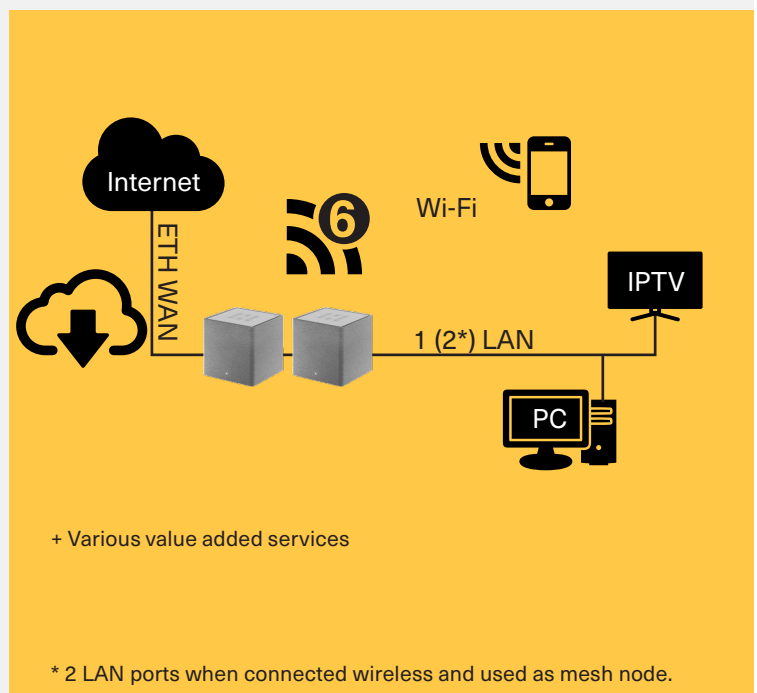 Internet
6
Wi-Fi
ETH WAN
IPTV
1 (2*) LAN
PC
+ Various value added services
* 2 LAN ports when connected wireless and used as mesh node.